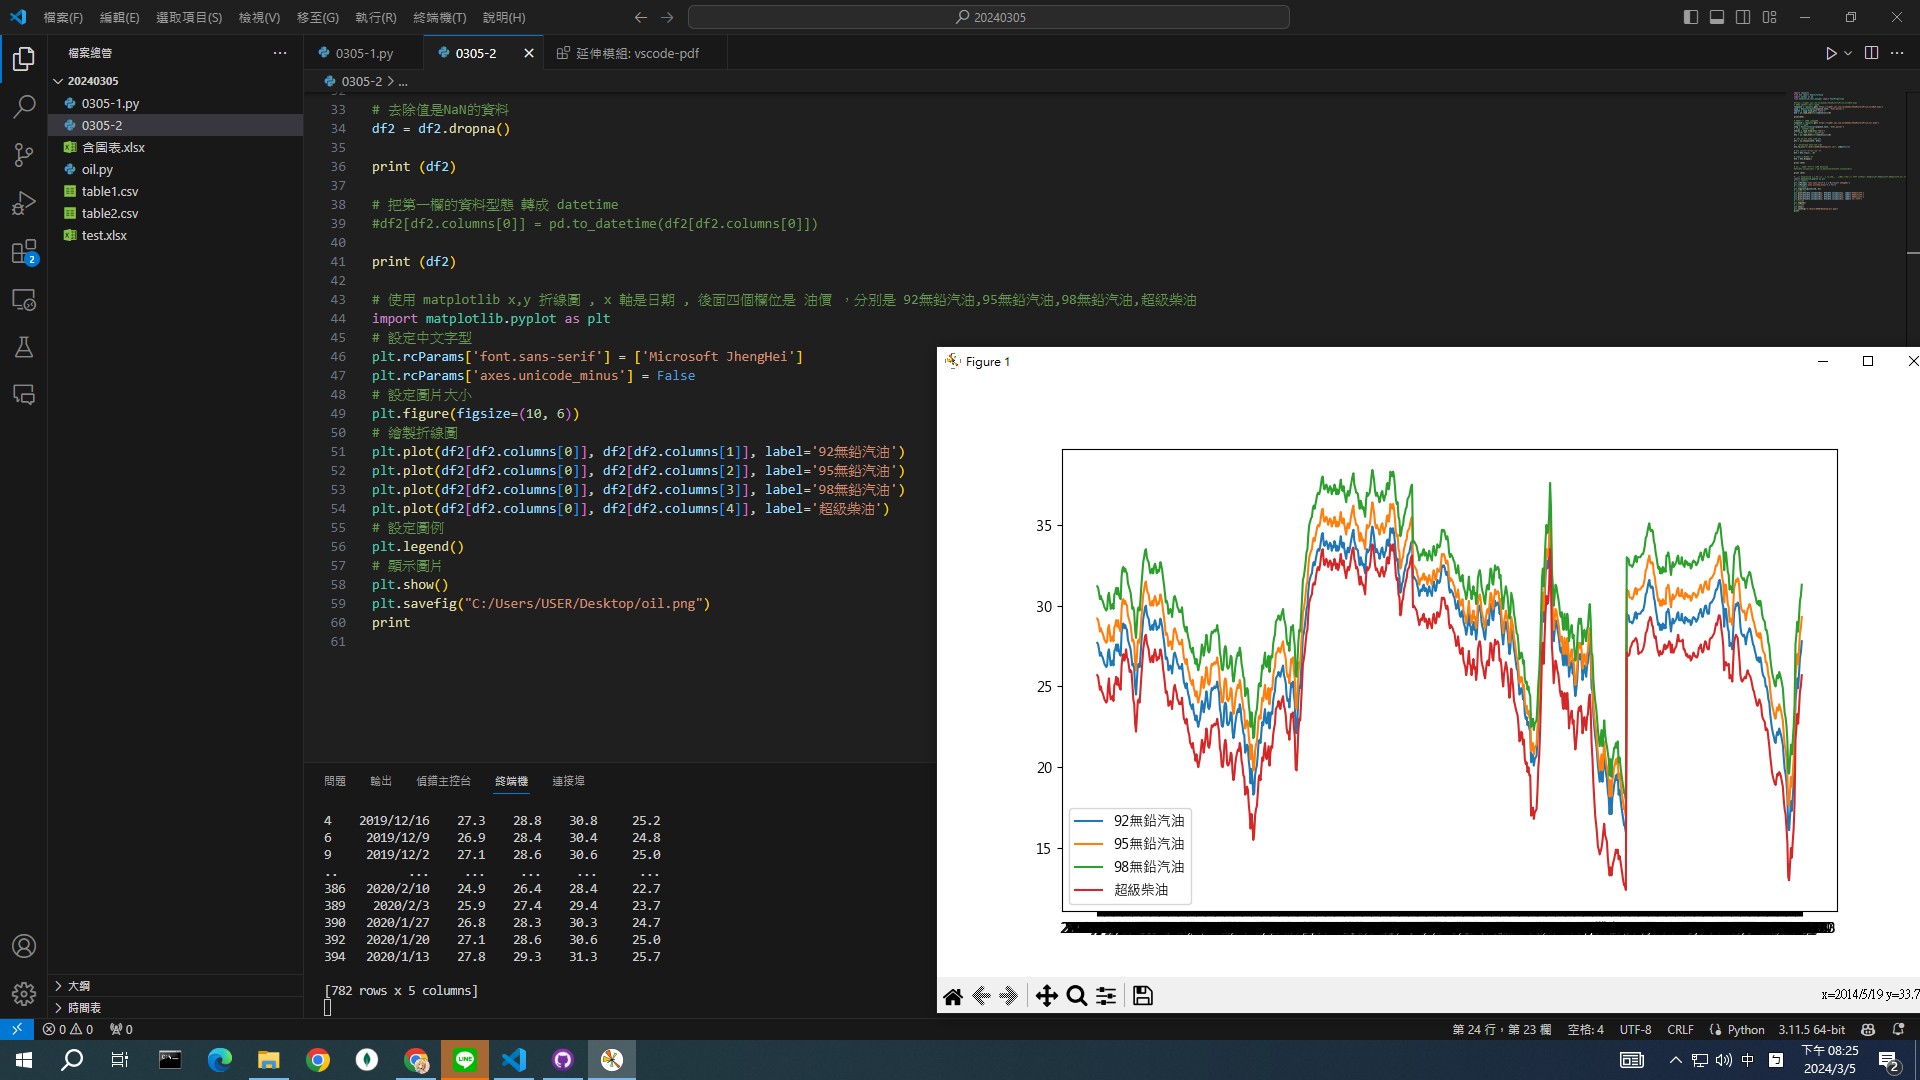 檔案(F) 編輯(E) 選取項目(S) 檢視(V) 移至(G) 執行(R) 終端機(T) 說明(H)
20240305
檔案總管
20240305
0305-1.py
0305-2
含圖表.xlsx
oil.py
table1.csv
table2.csv
test.xlsx
大綱
時間表
2
0305-1.py
0305-2
延伸模組: vscode-pdf
0305-2 > ...
32
33 # 去除值是NaN的資料
34 df2 = df2.dropna()
35
36 print (df2)
37
38 # 把第一欄的資料型態 轉成 datetime
39 #df2[df2.columns[0]] = pd.to_datetime(df2[df2.columns[0]])
40
41 print (df2)
42
43 # 使用 matplotlib x,y 折線圖 , x 軸是日期 , 後面四個欄位是 油價 ，分別是 92無鉛汽油,95無鉛汽油,98無鉛汽油,超級柴油
44 import matplotlib.pyplot as plt
45 # 設定中文字型
46 plt.rcParams['font.sans-serif'] = ['Microsoft JhengHei']
47 plt.rcParams['axes.unicode_minus'] = False
48 # 設定圖片大小
49 plt.figure(figsize=(10, 6))
50 # 繪製折線圖
51 plt.plot(df2[df2.columns[0]], df2[df2.columns[1]], label='92無鉛汽油')
52 plt.plot(df2[df2.columns[0]], df2[df2.columns[2]], label='95無鉛汽油')
53 plt.plot(df2[df2.columns[0]], df2[df2.columns[3]], label='98無鉛汽油')
54 plt.plot(df2[df2.columns[0]], df2[df2.columns[4]], label='超級柴油')
55 # 設定圖例
56 plt.legend()
57 # 顯示圖片
58 plt.show()
59 plt.savefig("C:/Users/USER/Desktop/oil.png")
60 print
61
問題 輸出 偵錯主控台 終端機 連接埠
4 2019/12/16 27.3 28.8 30.8 25.2
6 2019/12/9 26.9 28.4 30.4 24.8
9 2019/12/2 27.1 28.6 30.6 25.0
.. ... ... ... ... ...
386 2020/2/10 24.9 26.4 28.4 22.7
389 2020/2/3 25.9 27.4 29.4 23.7
390 2020/1/27 26.8 28.3 30.3 24.7
392 2020/1/20 27.1 28.6 30.6 25.0
394 2020/1/13 27.8 29.3 31.3 25.7
[782 rows x 5 columns]
Figure 1
35
30
25
20
15
92無鉛汽油
95無鉛汽油
98無鉛汽油
超級柴油
x=2014/5/19 y=33.7
0 0 0
第 24 行，第 23 欄 空格: 4 UTF-8 CRLF Python 3.11.5 64-bit
LINE
中
下午 08:25
2024/3/5
2